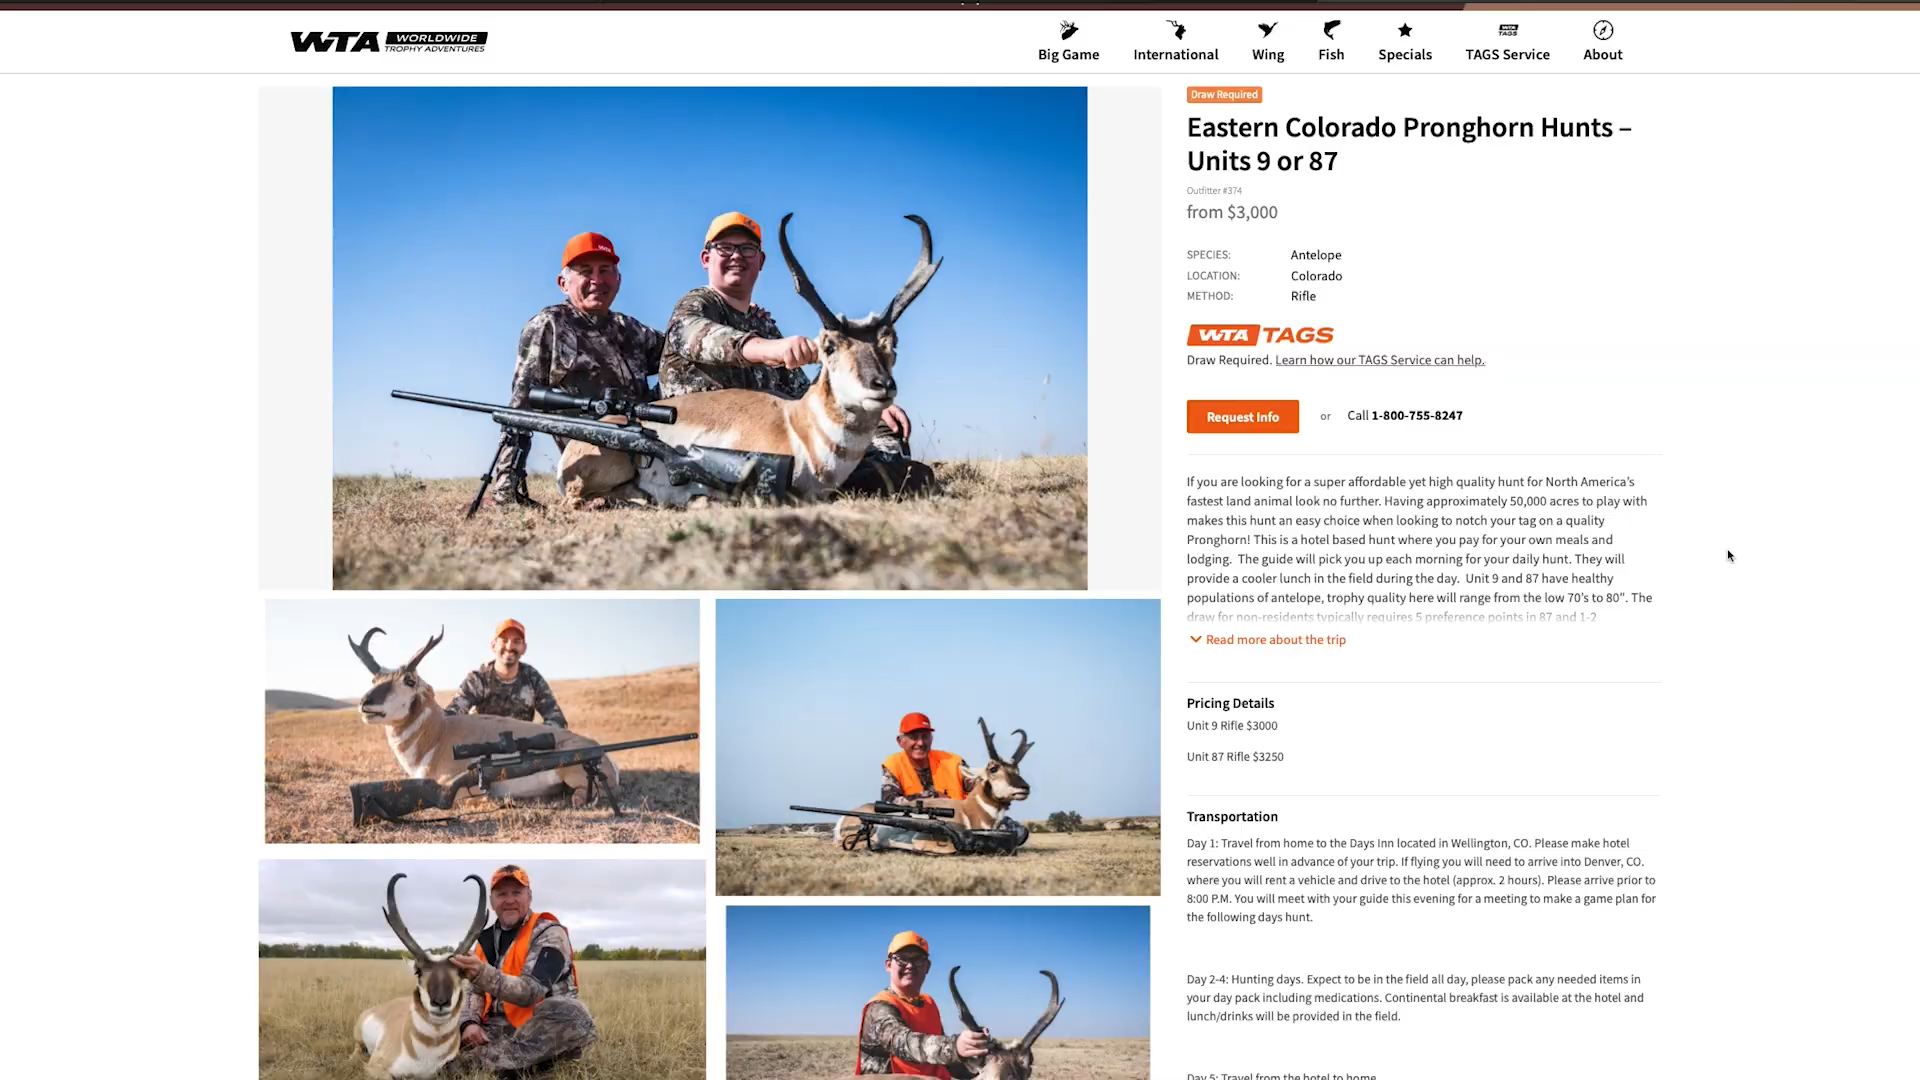 WTA WORLDWIDE
TROPHY ADVENTURES
Big Game
International
Wing
Fish
Specials
WTA
TAGS
TAGS Service
About
Draw Required
Eastern Colorado Pronghorn Hunts –
Units 9 or 87
Outfitter #374
from $3,000
SPECIES: Antelope
LOCATION: Colorado
METHOD: Rifle
WTA TAGS
Draw Required. Learn how our TAGS Service can help.
Request Info or Call 1-800-755-8247
If you are looking for a super affordable yet high quality hunt for North America's
fastest land animal look no further. Having approximately 50,000 acres to play with
makes this hunt an easy choice when looking to notch your tag on a quality
Pronghorn! This is a hotel based hunt where you pay for your own meals and
lodging. The guide will pick you up each morning for your daily hunt. They will
provide a cooler lunch in the field during the day. Unit 9 and 87 have healthy
populations of antelope, trophy quality here will range from the low 70's to 80". The
draw for non-residents typically requires 5 preference points in 87 and 1-2
Read more about the trip
Pricing Details
Unit 9 Rifle $3000
Unit 87 Rifle $3250
Transportation
Day 1: Travel from home to the Days Inn located in Wellington, CO. Please make hotel
reservations well in advance of your trip. If flying you will need to arrive into Denver, CO.
where you will rent a vehicle and drive to the hotel (approx. 2 hours). Please arrive prior to
8:00 P.M. You will meet with your guide this evening for a meeting to make a game plan for
the following days hunt.
Day 2-4: Hunting days. Expect to be in the field all day, please pack any needed items in
your day pack including medications. Continental breakfast is available at the hotel and
lunch/drinks will be provided in the field.
Day 5: Travel from the hotel to home